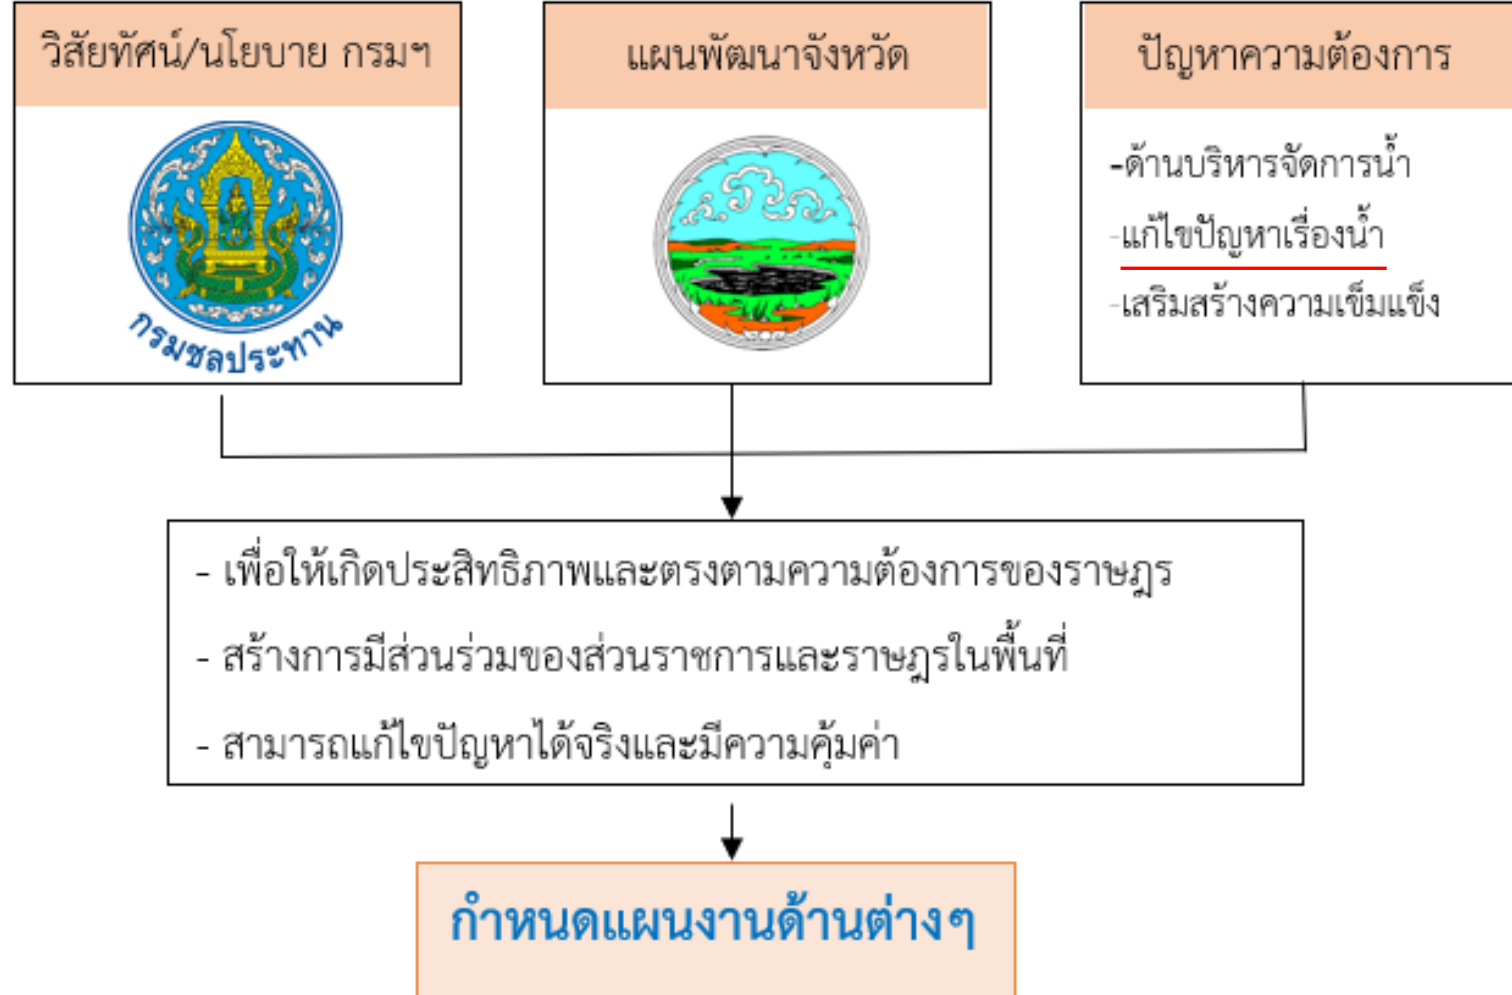 วิสัยทัศน์/นโยบาย กรมฯ
กรมชลประทาน
แผนพัฒนาจังหวัด
ปัญหาความต้องการ
-ด้านบริหารจัดการน้ำ
-แก้ไขปัญหาเรื่องน้ำ
-เสริมสร้างความเข็มแข็ง
- เพื่อให้เกิดประสิทธิภาพและตรงตามความต้องการของราษฎร
- สร้างการมีส่วนร่วมของส่วนราชการและราษฎรในพื้นที่
- สามารถแก้ไขปัญหาได้จริงและมีความคุ้มค่า
กำหนดแผนงานด้านต่างๆ